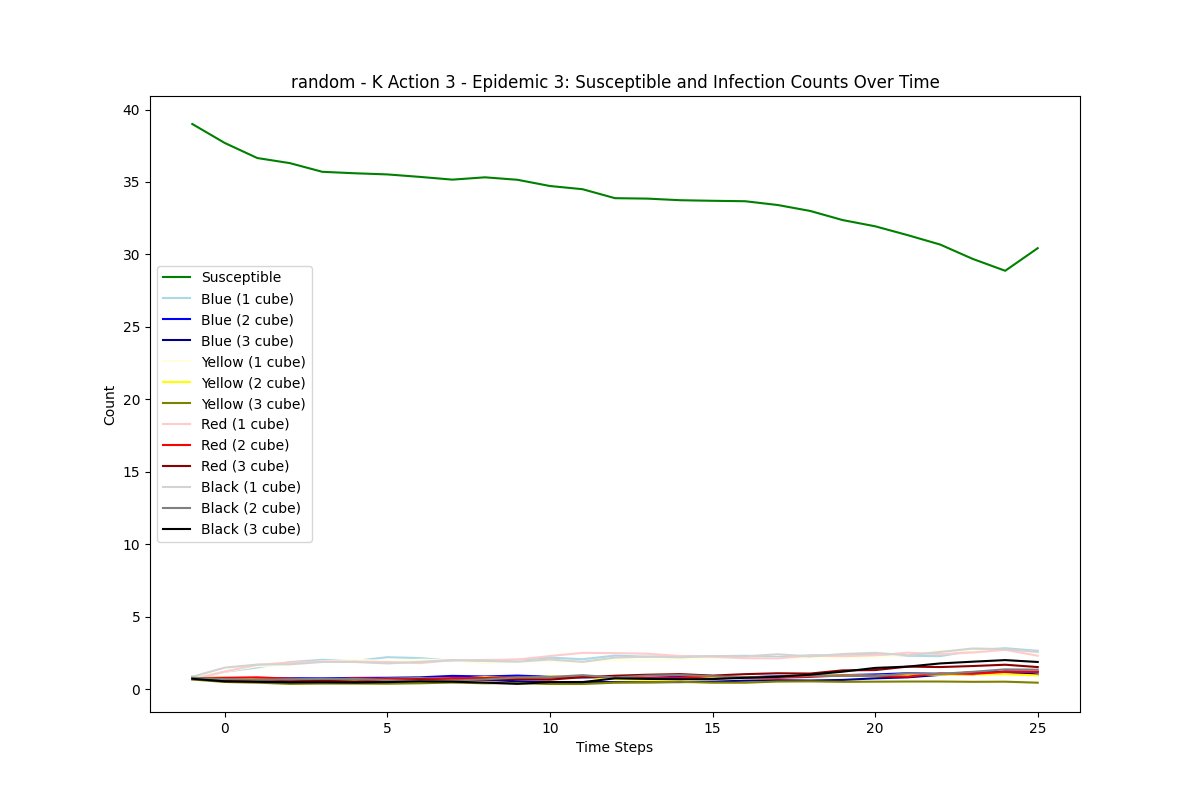 random - K Action 3 - Epidemic 3: Susceptible and Infection Counts Over Time
40
35
30
25
20
15
10
5
0
Count
Susceptible
Blue (1 cube)
Blue (2 cube)
Blue (3 cube)
Yellow (1 cube)
Yellow (2 cube)
Yellow (3 cube)
Red (1 cube)
Red (2 cube)
Red (3 cube)
Black (1 cube)
Black (2 cube)
Black (3 cube)
0 5 10 15 20 25
Time Steps